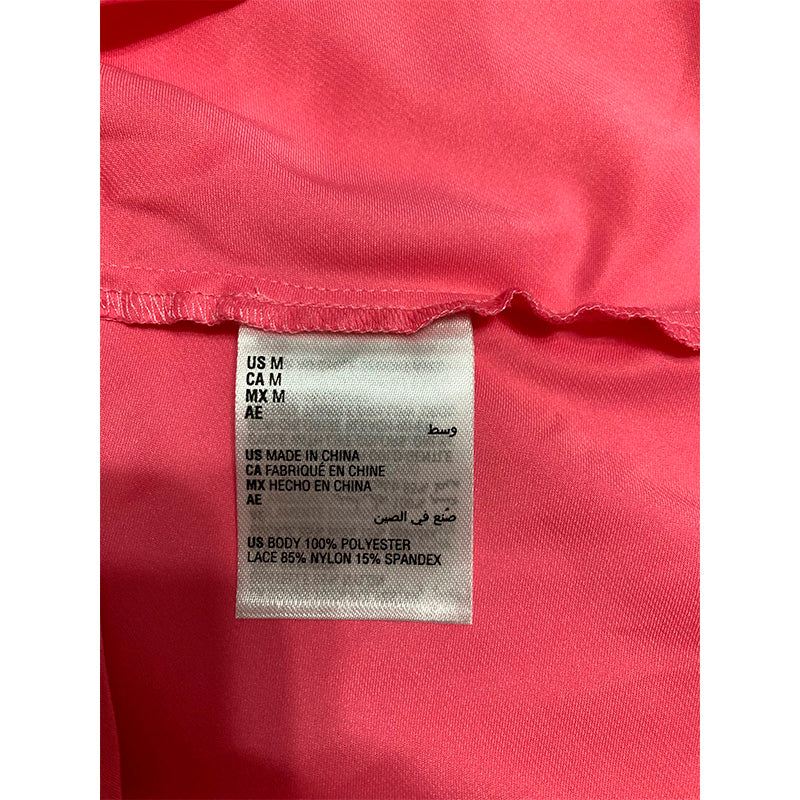 US M
CA M
MX M
AE
وسط
US MADE IN CHINA
CA FABRIQUÉ EN CHINE
MX HECHO EN CHINA
AE
صّنع في الصين
US BODY 100% POLYESTER
LACE 85% NYLON 15% SPANDEX